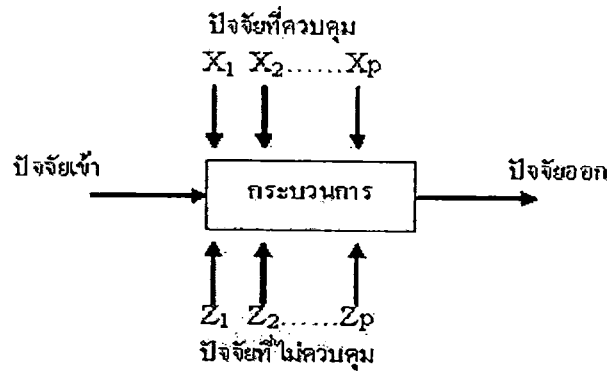 ปัจจัยที่ควบคุม
X1 X2......Xp
ปัจจัยเข้า
กระบวนการ
ปัจจัยออก
Z1 Z2......Zp
ปัจจัยที่ไม่ควบคุม